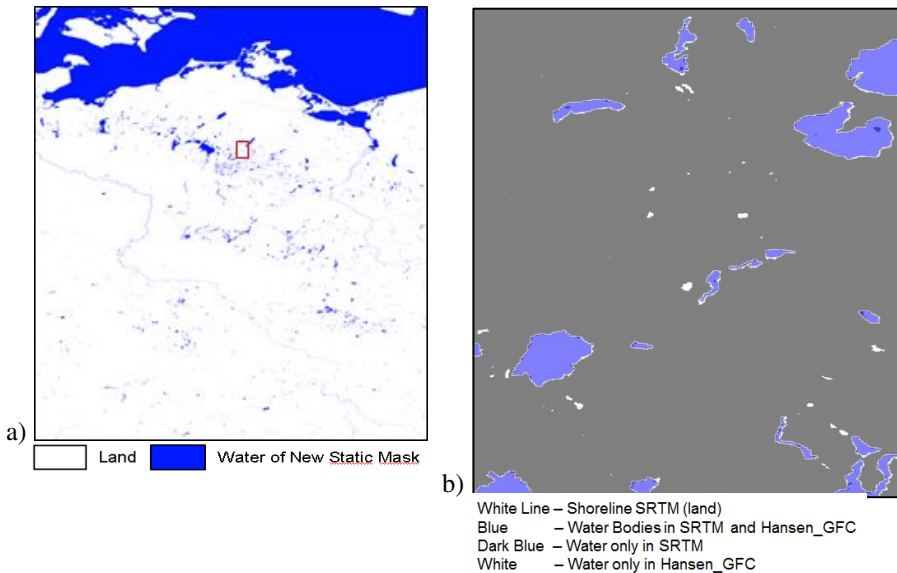 a)
Land Water of New Static Mask
b)
White Line – Shoreline SRTM (land)
Blue – Water Bodies in SRTM and Hansen_GFC
Dark Blue – Water only in SRTM
White – Water only in Hansen_GFC